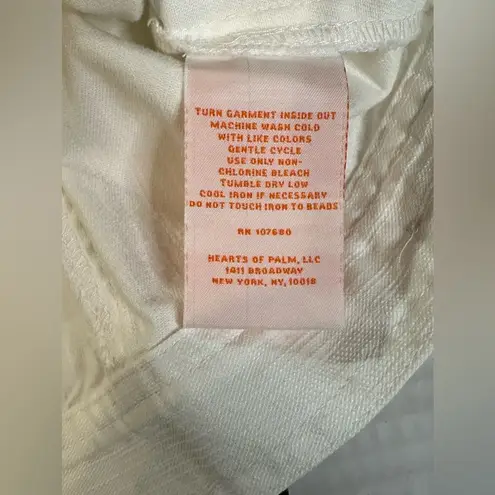 TURN GARMENT INSIDE OUT
MACHINE WASH COLD
WITH LIKE COLORS
GENTLE CYCLE
USE ONLY NON-
CHLORINE BLEACH
TUMBLE DRY LOW
COOL IRON IF NECESSARY
DO NOT TOUCH IRON TO BEADS
RN 107600
HEARTS OF PALM, LLC
1411 BROADWAY
NEW YORK, NY, 10018